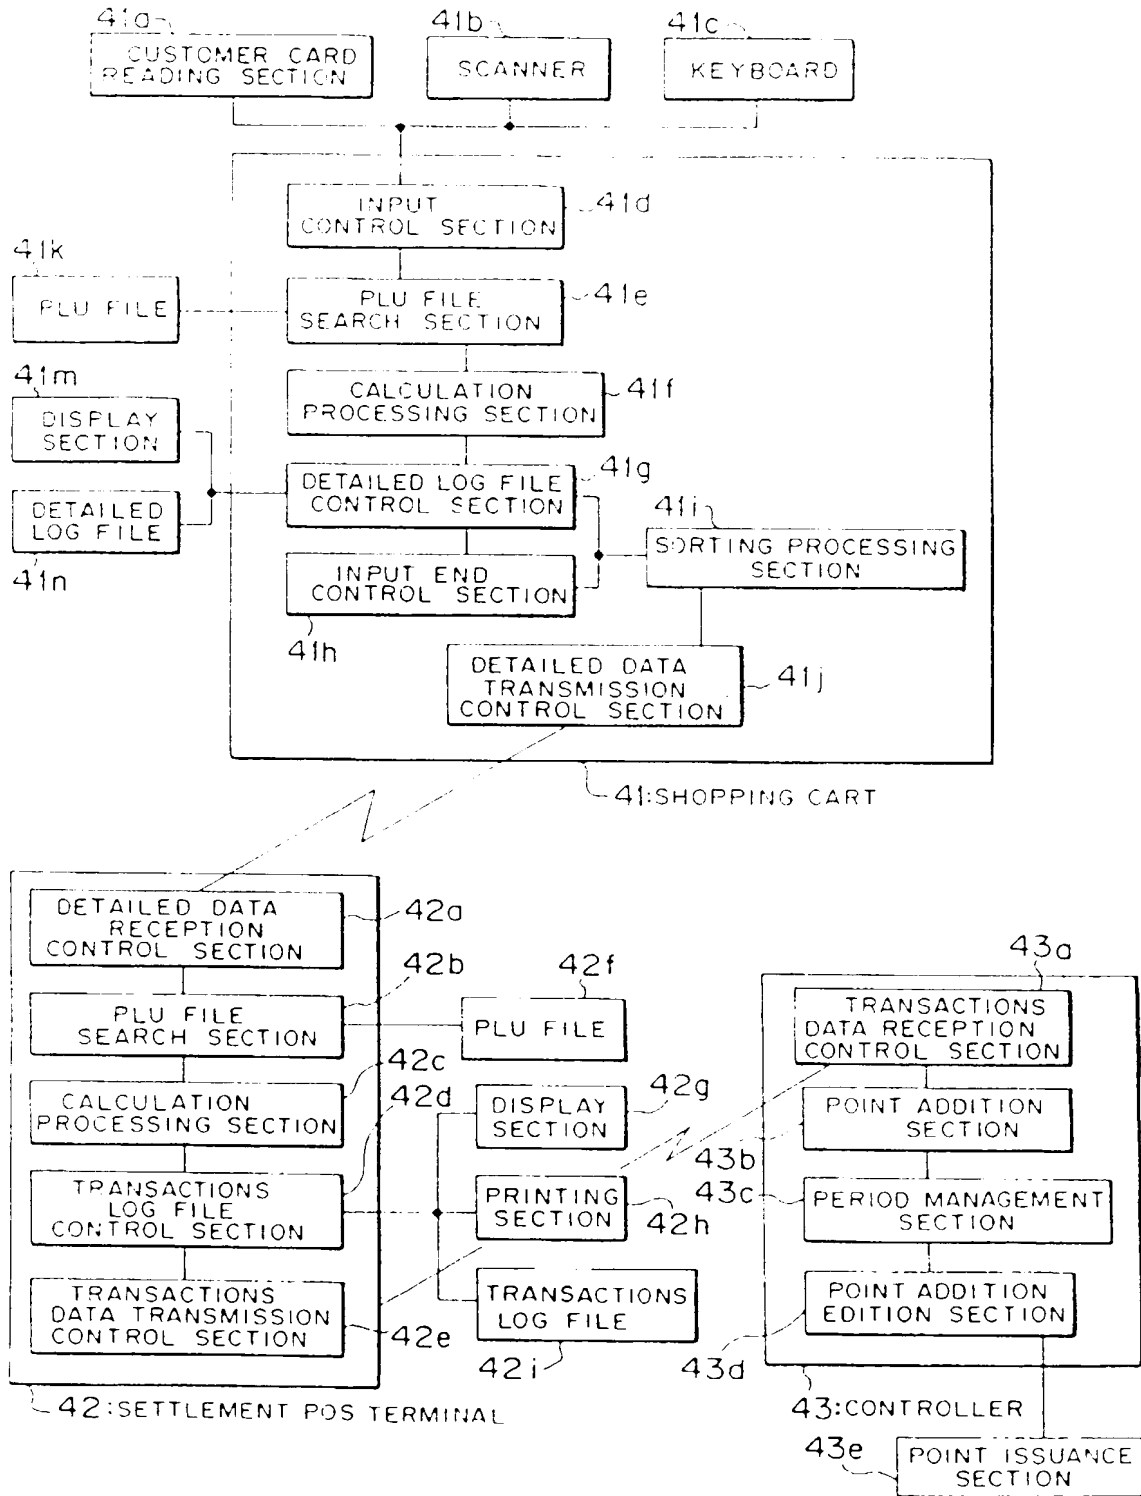 41a
CUSTOMER CARD
READING SECTION
41b
SCANNER
41c
KEYBOARD
INPUT
CONTROL SECTION
41d
41k
PLU FILE
PLU FILE
SEARCH SECTION
41e
41m
DISPLAY
SECTION
CALCULATION
PROCESSING SECTION
41f
DETAILED LOG FILE
CONTROL SECTION
41g
DETAILED
LOG FILE
41n
41i
SORTING PROCESSING
SECTION
INPUT END
CONTROL SECTION
41h
DETAILED DATA
TRANSMISSION
CONTROL SECTION
41j
41:SHOPPING CART
DETAILED DATA
RECEPTION
CONTROL SECTION
42a
PLU FILE
SEARCH SECTION
42b
42f
PLU FILE
CALCULATION
PROCESSING SECTION
42c
42d
DISPLAY
SECTION
42g
TRANSACTIONS
LOG FILE
CONTROL SECTION
PRINTING
SECTION
42h
TRANSACTIONS
DATA TRANSMISSION
CONTROL SECTION
42e
TRANSACTIONS
LOG FILE
42i
42:SETTLEMENT POS TERMINAL
43a
TRANSACTIONS
DATA RECEPTION
CONTROL SECTION
POINT ADDITION
SECTION
43b
43c
PERIOD MANAGEMENT
SECTION
POINT ADDITION
EDITION SECTION
43d
43:CONTROLLER
43e
POINT ISSUANCE
SECTION